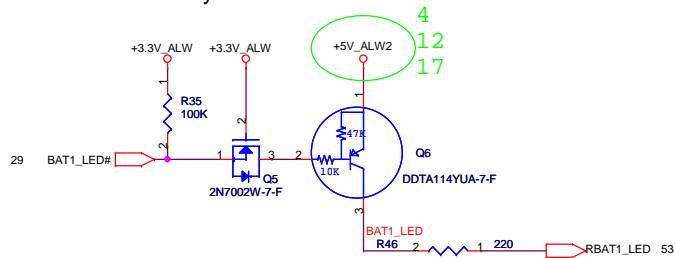 4
12
17
+3.3V_ALW
+3.3V_ALW
+5V_ALW2
1
2
1
R35
100K
47K
2
29
BAT1_LED#
1
3
2
10K
Q6
Q5
2N7002W-7-F
DDTA114YUA-7-F
3
BAT1_LED
R46
2
1
220
RBAT1_LED
53